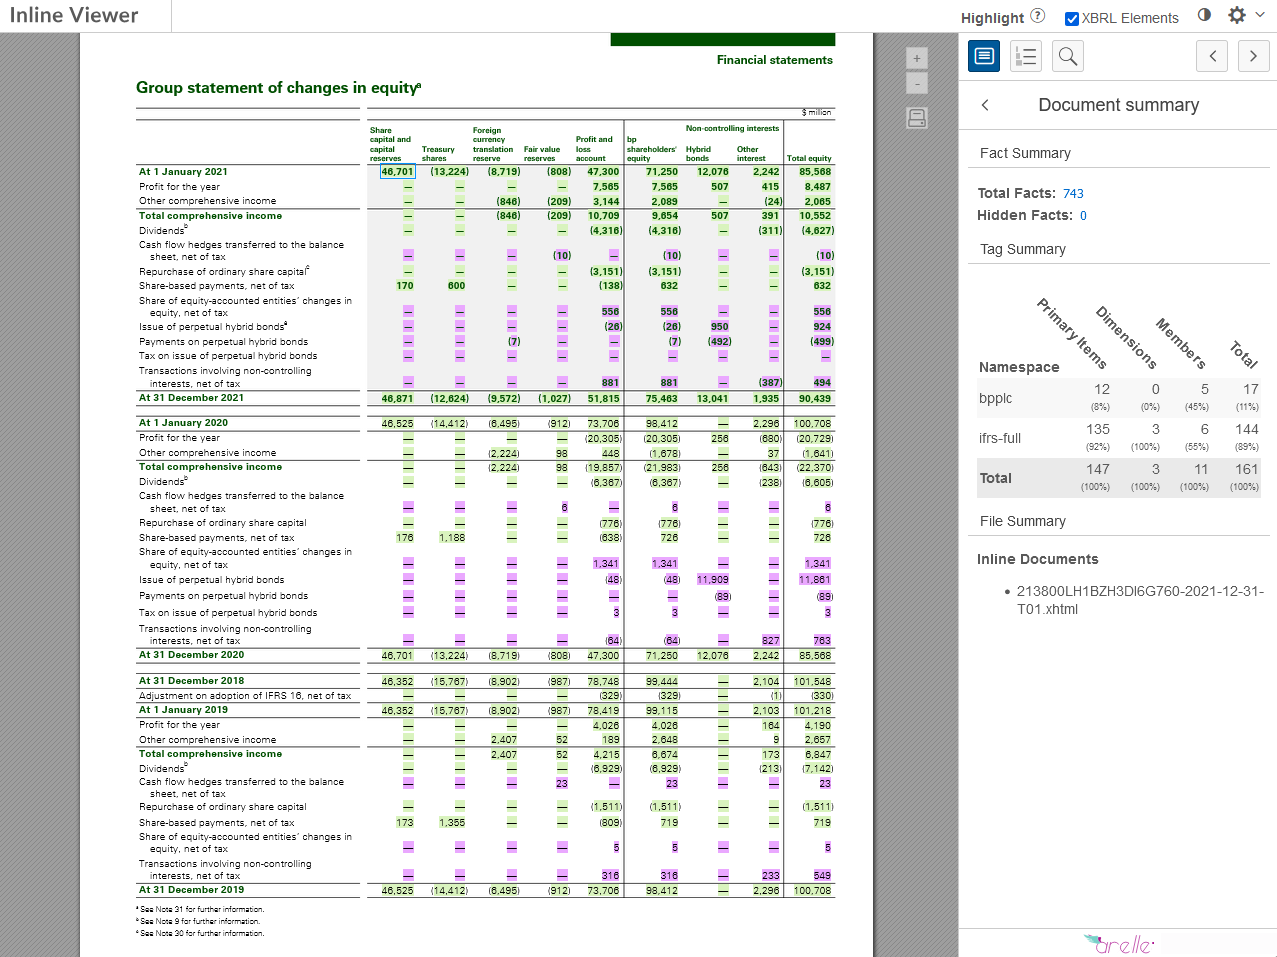 Inline Viewer
Highlight ? XBRL Elements
Financial statements
Group statement of changes in equityᵃ
$ million
Share capital and capital reserves Treasury shares Foreign currency translation reserve Fair value reserves Profit and loss account bp shareholders' equity Non-controlling interests Hybrid bonds Other interest Total equity
At 1 January 2021 46,701 (13,224) (8,719) (808) 47,300 71,250 12,076 2,242 85,568
Profit for the year — — — — 7,565 7,565 507 415 8,487
Other comprehensive income — — (846) (209) 3,144 2,089 — (24) 2,065
Total comprehensive income — — (846) (209) 10,709 9,654 507 391 10,552
Dividendsᵇ — — — — (4,316) (4,316) — (311) (4,627)
Cash flow hedges transferred to the balance
sheet, net of tax — — — (10) — (10) — — (10)
Repurchase of ordinary share capitalᶜ — — — — (3,151) (3,151) — — (3,151)
Share-based payments, net of tax 170 600 — — (138) 632 — — 632
Share of equity-accounted entities' changes in
equity, net of tax — — — — 556 556 — — 556
Issue of perpetual hybrid bondsᵃ — — — — (26) (26) 950 — 924
Payments on perpetual hybrid bonds — — (7) — — (7) (492) — (499)
Tax on issue of perpetual hybrid bonds — — — — — — — — —
Transactions involving non-controlling
interests, net of tax — — — — 881 881 — (387) 494
At 31 December 2021 46,871 (12,624) (9,572) (1,027) 51,815 75,463 13,041 1,935 90,439
At 1 January 2020 46,525 (14,412) (6,495) (912) 73,706 98,412 — 2,296 100,708
Profit for the year — — — — (20,305) (20,305) 256 (680) (20,729)
Other comprehensive income — — (2,224) 98 448 (1,678) — 37 (1,641)
Total comprehensive income — — (2,224) 98 (19,857) (21,983) 256 (643) (22,370)
Dividendsᵇ — — — — (6,367) (6,367) — (238) (6,605)
Cash flow hedges transferred to the balance
sheet, net of tax — — — 6 — 6 — — 6
Repurchase of ordinary share capital — — — — (776) (776) — — (776)
Share-based payments, net of tax 176 1,188 — — (638) 726 — — 726
Share of equity-accounted entities' changes in
equity, net of tax — — — — 1,341 1,341 — — 1,341
Issue of perpetual hybrid bonds — — — — (48) (48) 11,909 — 11,861
Payments on perpetual hybrid bonds — — — — — — (89) — (89)
Tax on issue of perpetual hybrid bonds — — — — 3 3 — — 3
Transactions involving non-controlling
interests, net of tax — — — — (64) (64) — 827 763
At 31 December 2020 46,701 (13,224) (8,719) (808) 47,300 71,250 12,076 2,242 85,568
At 31 December 2018 46,352 (15,767) (8,902) (987) 78,748 99,444 — 2,104 101,548
Adjustment on adoption of IFRS 16, net of tax — — — — (329) (329) — (1) (330)
At 1 January 2019 46,352 (15,767) (8,902) (987) 78,419 99,115 — 2,103 101,218
Profit for the year — — — — 4,026 4,026 — 164 4,190
Other comprehensive income — — 2,407 52 189 2,648 — 9 2,657
Total comprehensive income — — 2,407 52 4,215 6,674 — 173 6,847
Dividendsᵇ — — — — (6,929) (6,929) — (213) (7,142)
Cash flow hedges transferred to the balance
sheet, net of tax — — — 23 — 23 — — 23
Repurchase of ordinary share capital — — — — (1,511) (1,511) — — (1,511)
Share-based payments, net of tax 173 1,355 — — (809) 719 — — 719
Share of equity-accounted entities' changes in
equity, net of tax — — — — 5 5 — — 5
Transactions involving non-controlling
interests, net of tax — — — — 316 316 — 233 549
At 31 December 2019 46,525 (14,412) (6,495) (912) 73,706 98,412 — 2,296 100,708
ᵃ See Note 31 for further information.
ᵇ See Note 9 for further information.
ᶜ See Note 30 for further information.
+
-
Document summary
Fact Summary
Total Facts: 743
Hidden Facts: 0
Tag Summary
Namespace Primary Items Dimensions Members Total
bpplc 12 0 5 17
(8%) (0%) (45%) (11%)
ifrs-full 135 3 6 144
(92%) (100%) (55%) (89%)
Total 147 3 11 161
(100%) (100%) (100%) (100%)
File Summary
Inline Documents
• 213800LH1BZH3DI6G760-2021-12-31-
T01.xhtml
arelle